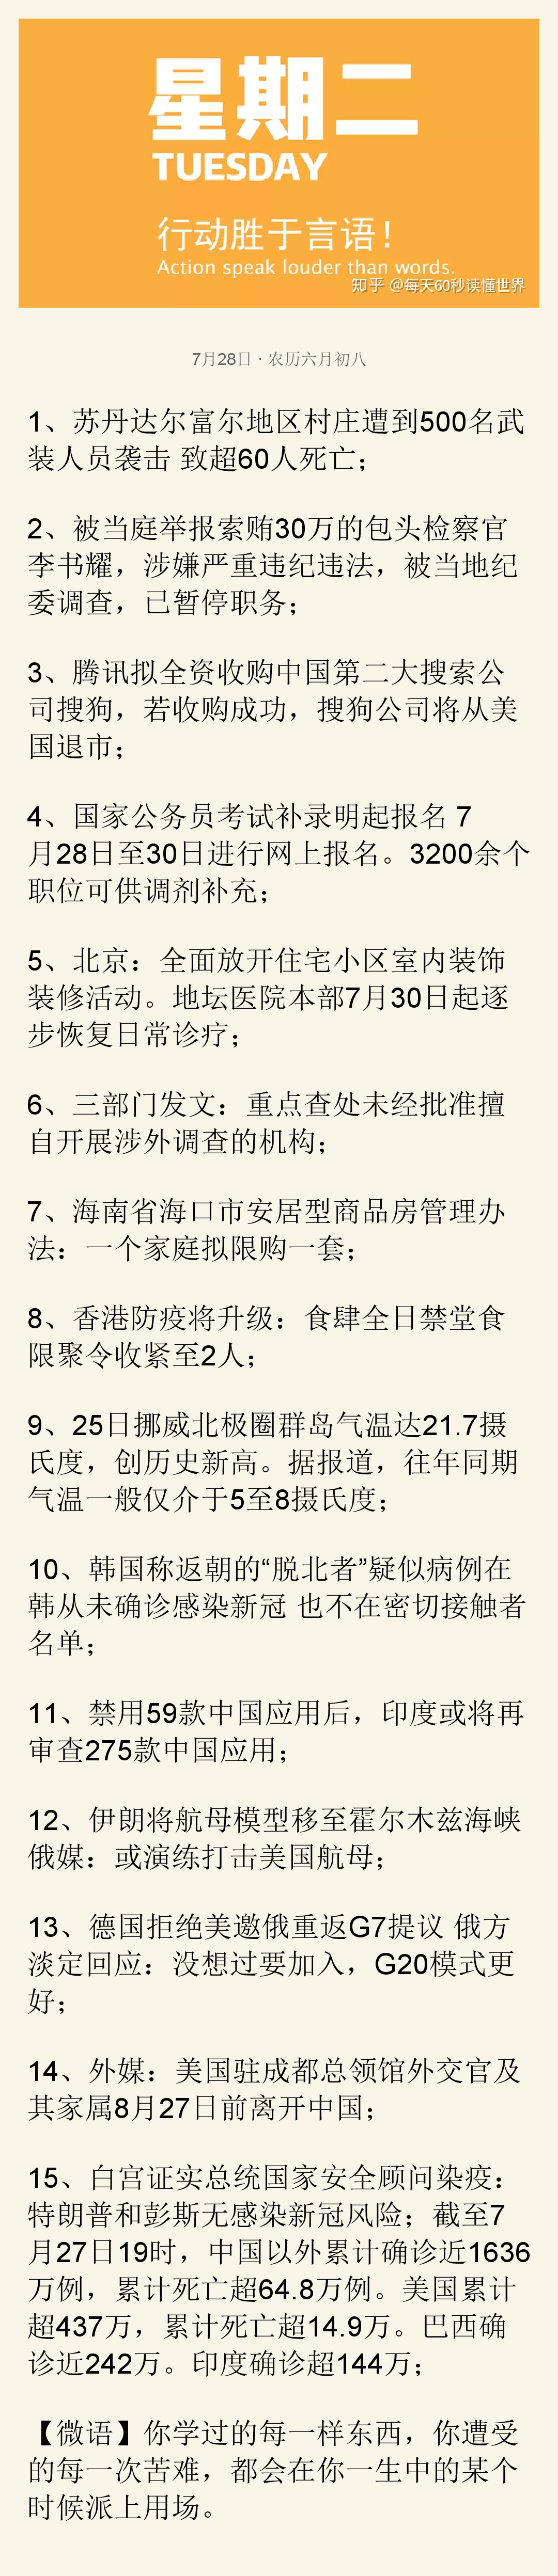 星期二
TUESDAY
行动胜于言语！
Action speak louder than words.
知乎 @每天60秒读懂世界
7月28日 · 农历六月初八
1、苏丹达尔富尔地区村庄遭到500名武
装人员袭击 致超60人死亡；
2、被当庭举报索贿30万的包头检察官
李书耀，涉嫌严重违纪违法，被当地纪
委调查，已暂停职务；
3、腾讯拟全资收购中国第二大搜索公
司搜狗，若收购成功，搜狗公司将从美
国退市；
4、国家公务员考试补录明起报名 7
月28日至30日进行网上报名。3200余个
职位可供调剂补充；
5、北京：全面放开住宅小区室内装饰
装修活动。地坛医院本部7月30日起逐
步恢复日常诊疗；
6、三部门发文：重点查处未经批准擅
自开展涉外调查的机构；
7、海南省海口市安居型商品房管理办
法：一个家庭拟限购一套；
8、香港防疫将升级：食肆全日禁堂食
限聚令收紧至2人；
9、25日挪威北极圈群岛气温达21.7摄
氏度，创历史新高。据报道，往年同期
气温一般仅介于5至8摄氏度；
10、韩国称返朝的“脱北者”疑似病例在
韩从未确诊感染新冠 也不在密切接触者
名单；
11、禁用59款中国应用后，印度或将再
审查275款中国应用；
12、伊朗将航母模型移至霍尔木兹海峡
俄媒：或演练打击美国航母；
13、德国拒绝美邀俄重返G7提议 俄方
淡定回应：没想过要加入，G20模式更
好；
14、外媒：美国驻成都总领馆外交官及
其家属8月27日前离开中国；
15、白宫证实总统国家安全顾问染疫：
特朗普和彭斯无感染新冠风险；截至7
月27日19时，中国以外累计确诊近1636
万例，累计死亡超64.8万例。美国累计
超437万，累计死亡超14.9万。巴西确
诊近242万。印度确诊超144万；
【微语】你学过的每一样东西，你遭受
的每一次苦难，都会在你一生中的某个
时候派上用场。